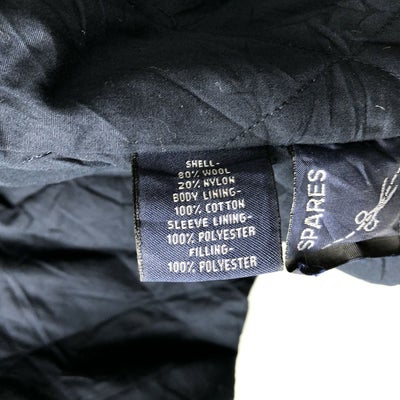 SHELL-
80% WOOL
20% NYLON
BODY LINING-
100% COTTON
SLEEVE LINING-
100% POLYESTER
FILLING-
100% POLYESTER
SPARES